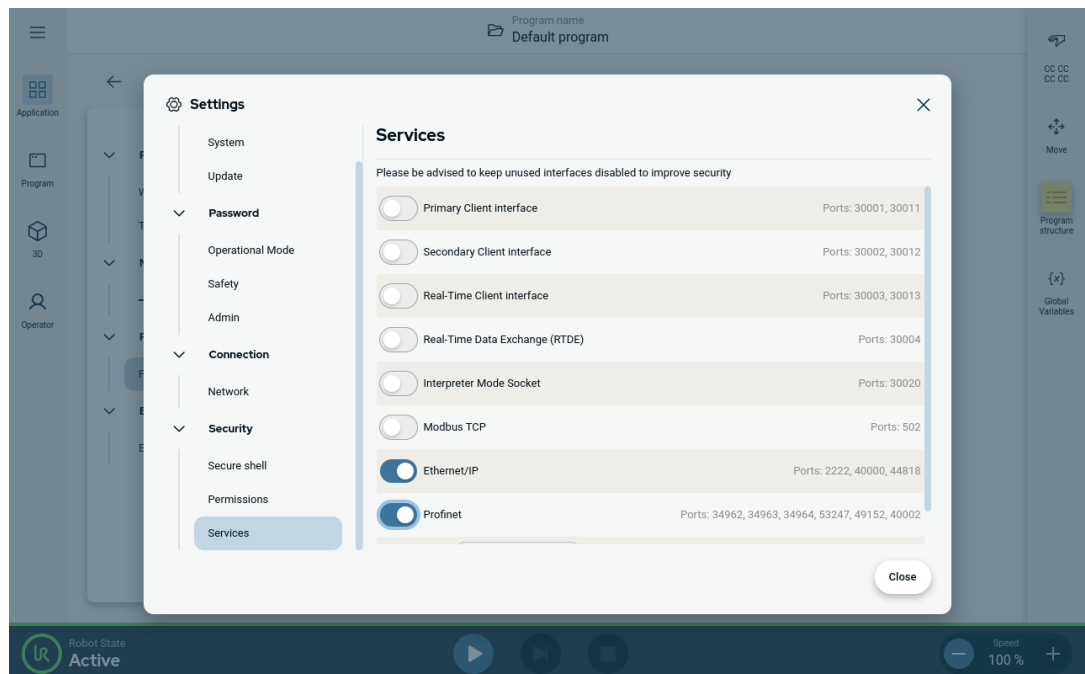 Program name
Default program
Application
Program
3D
Operator
CC CC
CC CC
Move
Program
structure
{x}
Global
Variables
Settings
System
Update
Password
Operational Mode
Safety
Admin
Connection
Network
Security
Secure shell
Permissions
Services
Services
Please be advised to keep unused interfaces disabled to improve security
Primary Client interface Ports: 30001, 30011
Secondary Client interface Ports: 30002, 30012
Real-Time Client interface Ports: 30003, 30013
Real-Time Data Exchange (RTDE) Ports: 30004
Interpreter Mode Socket Ports: 30020
Modbus TCP Ports: 502
Ethernet/IP Ports: 2222, 40000, 44818
Profinet Ports: 34962, 34963, 34964, 53247, 49152, 40002
Close
UR
Robot State
Active
Speed
100 %